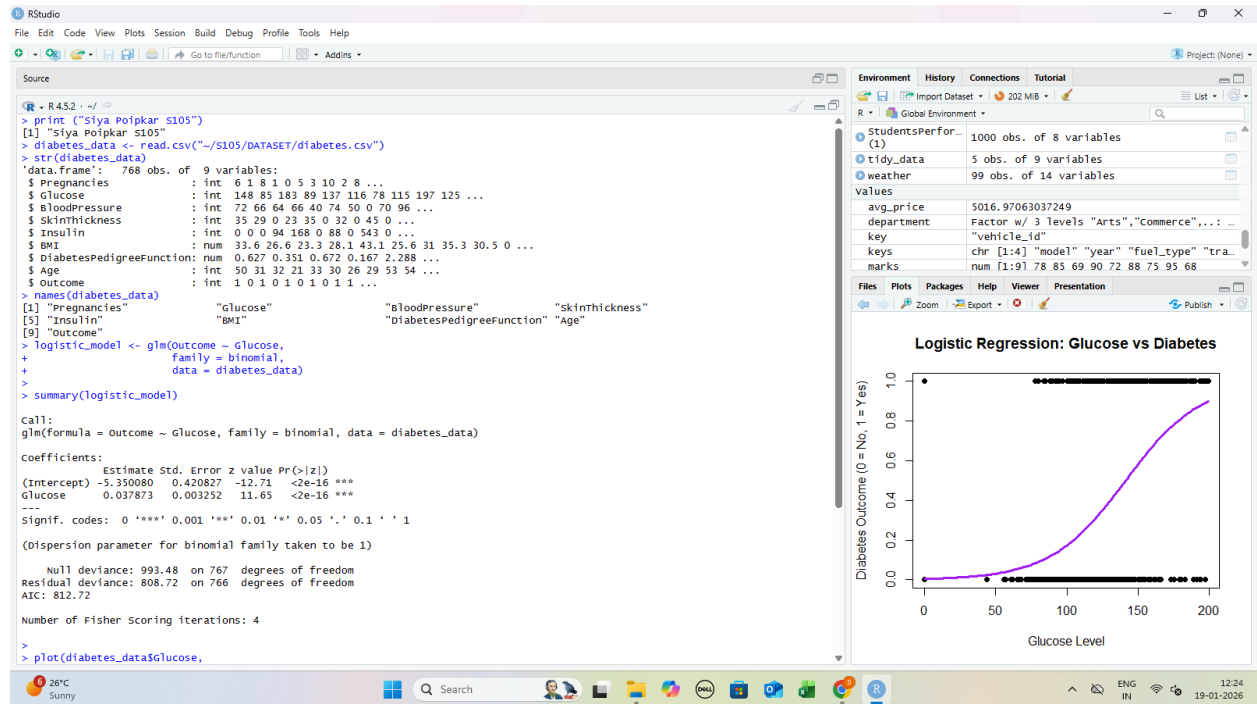 RStudio
File Edit Code View Plots Session Build Debug Profile Tools Help
Go to file/function
Addins
Project: (None)
Source
R 4.5.2 · ~/
> print ("Siya Poipkar S105")
[1] "Siya Poipkar S105"
> diabetes_data <- read.csv("~/S105/DATASET/diabetes.csv")
> str(diabetes_data)
'data.frame':   768 obs. of  9 variables:
 $ Pregnancies             : int  6 1 8 1 0 5 3 10 2 8 ...
 $ Glucose                 : int  148 85 183 89 137 116 78 115 197 125 ...
 $ BloodPressure           : int  72 66 64 66 40 74 50 0 70 96 ...
 $ SkinThickness           : int  35 29 0 23 35 0 32 0 45 0 ...
 $ Insulin                 : int  0 0 0 94 168 0 88 0 543 0 ...
 $ BMI                     : num  33.6 26.6 23.3 28.1 43.1 25.6 31 35.3 30.5 0 ...
 $ DiabetesPedigreeFunction: num  0.627 0.351 0.672 0.167 2.288 ...
 $ Age                     : int  50 31 32 21 33 30 26 29 53 54 ...
 $ Outcome                 : int  1 0 1 0 1 0 1 0 1 1 ...
> names(diabetes_data)
[1] "Pregnancies"              "Glucose"                  "BloodPressure"            "SkinThickness"
[5] "Insulin"                  "BMI"                      "DiabetesPedigreeFunction" "Age"
[9] "Outcome"
> logistic_model <- glm(Outcome ~ Glucose,
+                       family = binomial,
+                       data = diabetes_data)
>
> summary(logistic_model)
Call:
glm(formula = Outcome ~ Glucose, family = binomial, data = diabetes_data)
Coefficients:
             Estimate Std. Error z value Pr(>|z|)
(Intercept) -5.350080   0.420827  -12.71   <2e-16 ***
Glucose      0.037873   0.003252   11.65   <2e-16 ***
---
Signif. codes:  0 ‘***’ 0.001 ‘**’ 0.01 ‘*’ 0.05 ‘.’ 0.1 ‘ ’ 1
(Dispersion parameter for binomial family taken to be 1)
    Null deviance: 993.48  on 767  degrees of freedom
Residual deviance: 808.72  on 766  degrees of freedom
AIC: 812.72
Number of Fisher Scoring iterations: 4
>
> plot(diabetes_data$Glucose,
Environment History Connections Tutorial
Import Dataset 202 MiB List
R Global Environment
StudentsPerfor… (1) 1000 obs. of 8 variables
tidy_data 5 obs. of 9 variables
weather 99 obs. of 14 variables
Values
avg_price 5016.97063037249
department Factor w/ 3 levels "Arts","Commerce",..: …
key "vehicle_id"
keys chr [1:4] "model" "year" "fuel_type" "tra…
marks num [1:9] 78 85 69 90 72 88 75 95 68
Files Plots Packages Help Viewer Presentation
Zoom Export Publish
Logistic Regression: Glucose vs Diabetes
Diabetes Outcome (0 = No, 1 = Yes)
1.0
0.8
0.6
0.4
0.2
0.0
0 50 100 150 200
Glucose Level
6
26°C
Sunny
Search
DELL
ENG
IN
12:24
19-01-2026